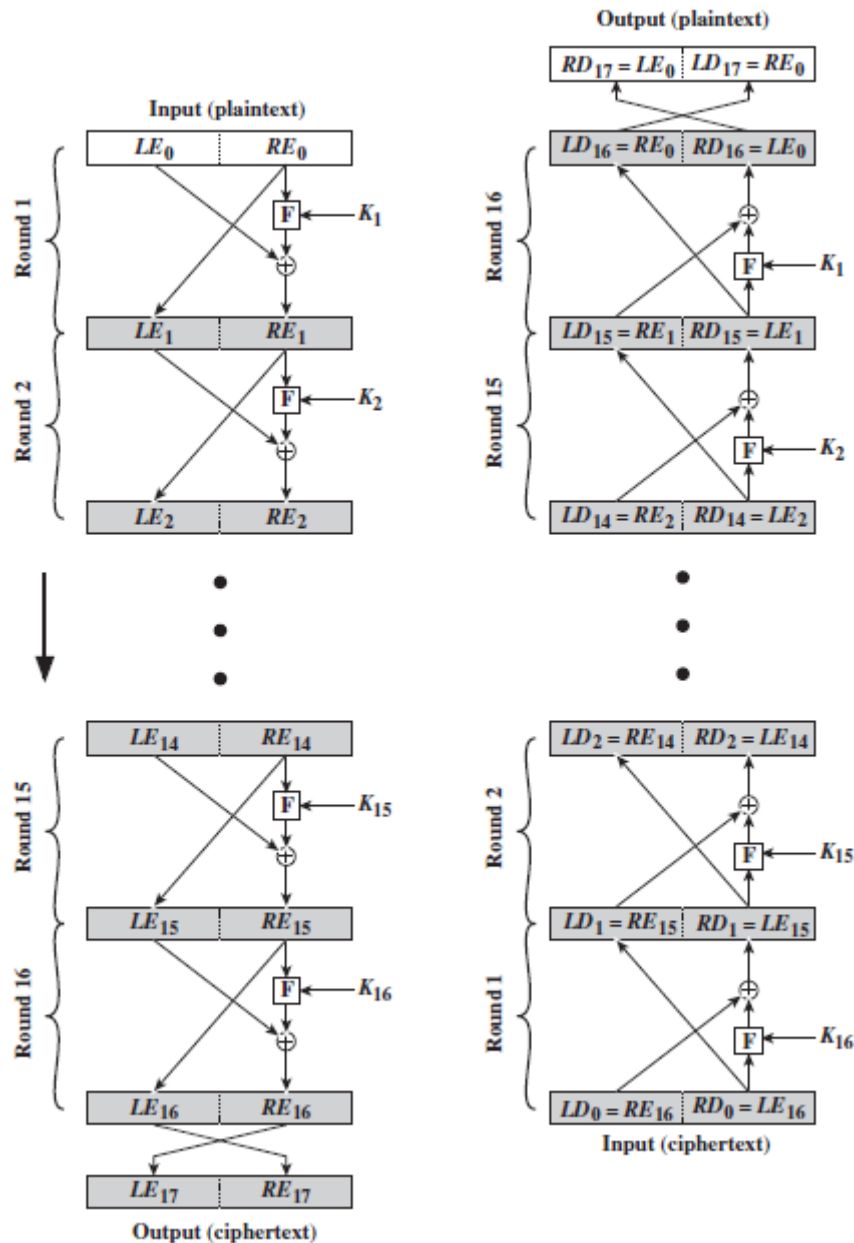 Input (plaintext)
LE₀ RE₀
Round 1
F
K₁
LE₁ RE₁
Round 2
F
K₂
LE₂ RE₂
LE₁₄ RE₁₄
Round 15
F
K₁₅
LE₁₅ RE₁₅
Round 16
F
K₁₆
LE₁₆ RE₁₆
LE₁₇ RE₁₇
Output (ciphertext)
Output (plaintext)
RD₁₇ = LE₀ LD₁₇ = RE₀
LD₁₆ = RE₀ RD₁₆ = LE₀
Round 16
F
K₁
LD₁₅ = RE₁ RD₁₅ = LE₁
Round 15
F
K₂
LD₁₄ = RE₂ RD₁₄ = LE₂
LD₂ = RE₁₄ RD₂ = LE₁₄
Round 2
F
K₁₅
LD₁ = RE₁₅ RD₁ = LE₁₅
Round 1
F
K₁₆
LD₀ = RE₁₆ RD₀ = LE₁₆
Input (ciphertext)